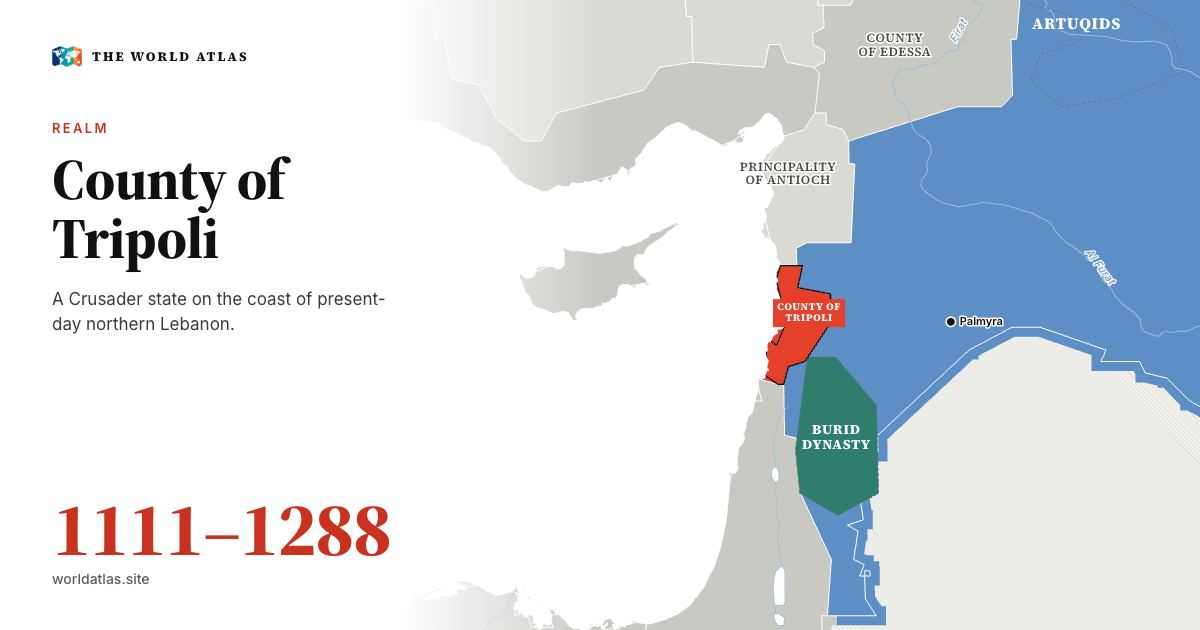 THE WORLD ATLAS
REALM
County of
Tripoli
A Crusader state on the coast of present-
day northern Lebanon.
1111–1288
worldatlas.site
ARTUQIDS
COUNTY
OF EDESSA
Firat
PRINCIPALITY
OF ANTIOCH
Al Furat
COUNTY OF
TRIPOLI
Palmyra
BURID
DYNASTY